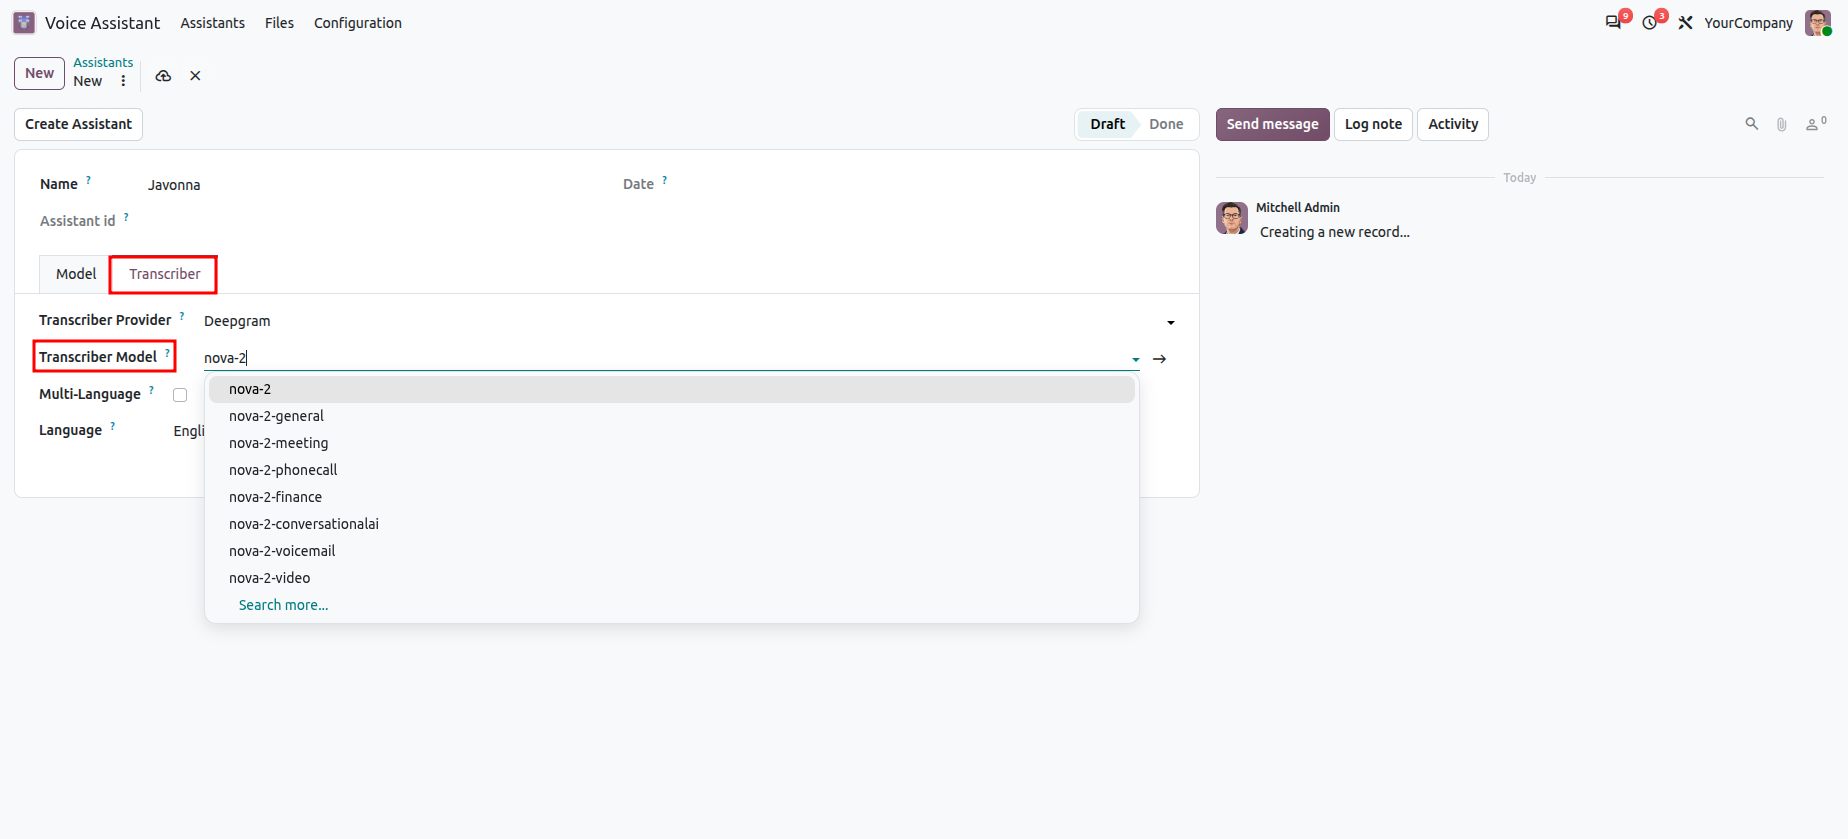 Voice Assistant Assistants Files Configuration 9 3 YourCompany
New Assistants
New
Create Assistant Draft Done Send message Log note Activity 0
Name ? Javonna Date ?
Today
Assistant id ?
Mitchell Admin
Creating a new record...
Model Transcriber
Transcriber Provider ? Deepgram
Transcriber Model ? nova-2
Multi-Language ?
Language ? Engli
nova-2
nova-2-general
nova-2-meeting
nova-2-phonecall
nova-2-finance
nova-2-conversationalai
nova-2-voicemail
nova-2-video
Search more...